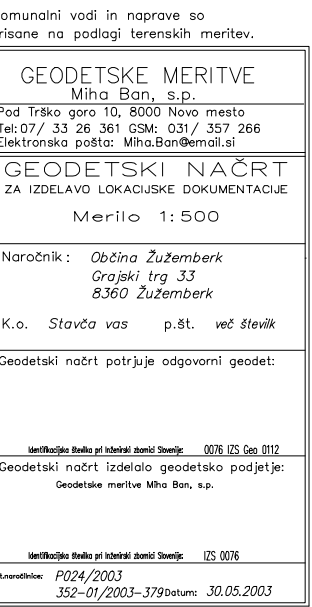 omunalni vodi in naprave so
risane na podlagi terenskih meritev.
GEODETSKE MERITVE
Miha Ban, s.p.
Pod Trško goro 10, 8000 Novo mesto
Tel: 07/ 33 26 361 GSM: 031/ 357 266
Elektronska pošta: Miha.Ban@email.si
GEODETSKI NAČRT
ZA IZDELAVO LOKACIJSKE DOKUMENTACIJE
Merilo 1:500
Naročnik: Občina Žužemberk
Grajski trg 33
8360 Žužemberk
K.o. Stavča vas p.št. več številk
Geodetski načrt potrjuje odgovorni geodet:
Identifikacijska številka pri Inženirski zbornici Slovenije: 0076 IZS Geo 0112
Geodetski načrt izdelalo geodetsko podjetje:
Geodetske meritve Miha Ban, s.p.
Identifikacijska številka pri Inženirski zbornici Slovenije: IZS 0076
t.naročilnice: P024/2003
352-01/2003-379 Datum: 30.05.2003